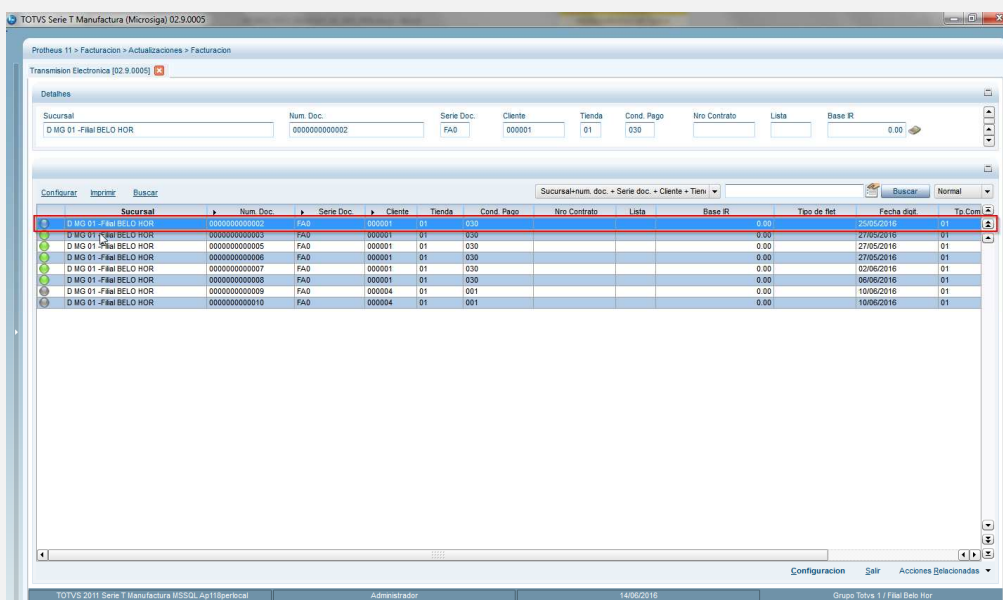 TOTVS Serie T Manufactura (Microsiga) 02.9.0005
Protheus 11 > Facturacion > Actualizaciones > Facturacion
Transmision Electronica [02.9.0005]
Detalhes
Sucursal Num. Doc. Serie Doc. Cliente Tienda Cond. Pago Nro Contrato Lista Base IR
D MG 01 -Filial BELO HOR 0000000000002 FA0 000001 01 030 0.00
Configurar Imprimir Buscar Sucursal+num. doc. + Serie doc. + Cliente + Tien Buscar Normal
Sucursal Num. Doc. Serie Doc. Cliente Tienda Cond. Pago Nro Contrato Lista Base IR Tipo de flet Fecha digit. Tp.Com
D MG 01 -Filial BELO HOR 0000000000002 FA0 000001 01 030 0.00 25/05/2016 01
D MG 01 -Filial BELO HOR 0000000000003 FA0 000001 01 030 0.00 27/05/2016 01
D MG 01 -Filial BELO HOR 0000000000005 FA0 000001 01 030 0.00 27/05/2016 01
D MG 01 -Filial BELO HOR 0000000000006 FA0 000001 01 030 0.00 27/05/2016 01
D MG 01 -Filial BELO HOR 0000000000007 FA0 000001 01 030 0.00 02/06/2016 01
D MG 01 -Filial BELO HOR 0000000000008 FA0 000001 01 030 0.00 06/06/2016 01
D MG 01 -Filial BELO HOR 0000000000009 FA0 000004 01 001 0.00 10/06/2016 01
D MG 01 -Filial BELO HOR 0000000000010 FA0 000004 01 001 0.00 10/06/2016 01
Configuracion Salir Acciones Relacionadas
TOTVS 2011 Serie T Manufactura MSSQL Ap118perlocal Administrador 14/06/2016 Grupo Totvs 1 / Filial Belo Hor